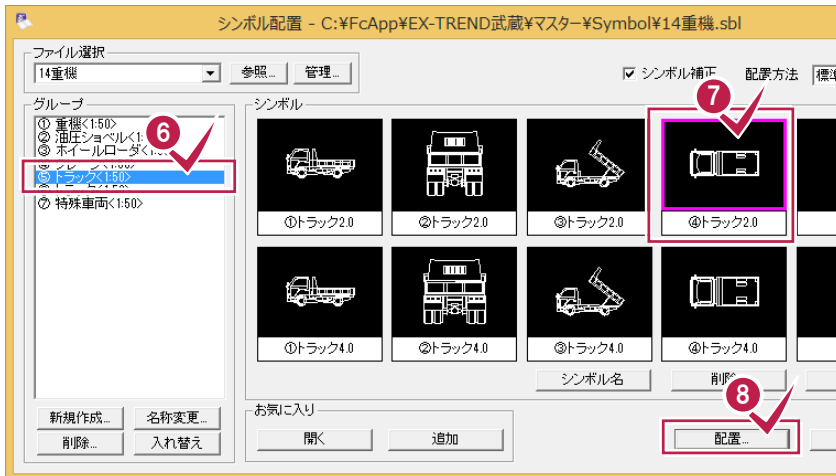 シンボル配置 - C:¥FcApp¥EX-TREND武蔵¥マスター¥Symbol¥14重機.sbl
ファイル選択
14重機
参照...
管理...
シンボル補正
配置方法
標準
グループ
① 重機<1:50>
② 油圧ショベル<1:
③ ホイールローダ<1:50>
④ クレーン<1:50>
⑤ トラック<1:50>
⑦ 特殊車両<1:50>
6
シンボル
7
①トラック2.0
②トラック2.0
③トラック2.0
④トラック2.0
①トラック4.0
②トラック4.0
③トラック4.0
④トラック4.0
シンボル名
削除
8
新規作成...
名称変更...
削除...
入れ替え
お気に入り
開く
追加
配置...